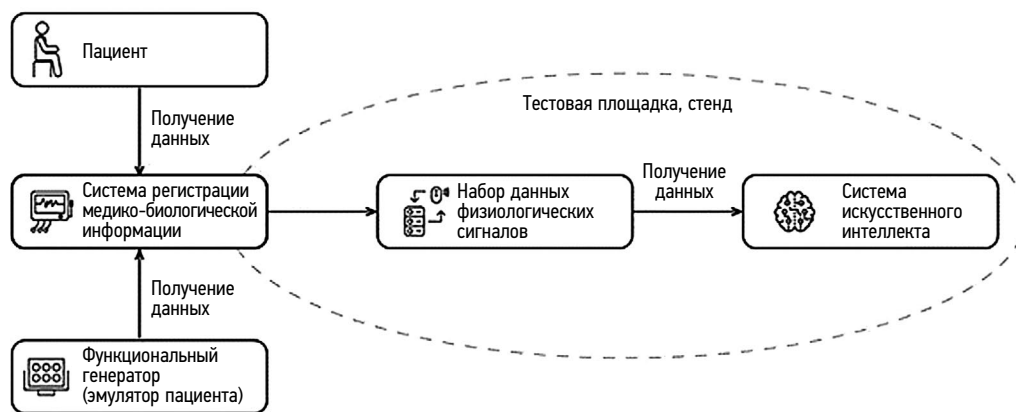 Пациент
Тестовая площадка, стенд
Получение
данных
Система регистрации
медико-биологической
информации
Набор данных
физиологических
сигналов
Получение
данных
Система
искусственного
интеллекта
Получение
данных
Функциональный
генератор
(эмулятор пациента)